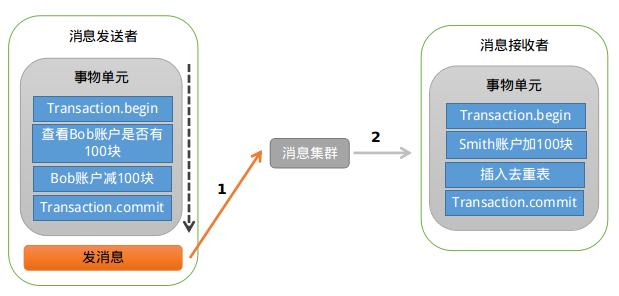 消息发送者
事物单元
Transaction.begin
查看Bob账户是否有
100块
Bob账户减100块
Transaction.commit
发消息
1
消息集群
2
消息接收者
事物单元
Transaction.begin
Smith账户加100块
插入去重表
Transaction.commit